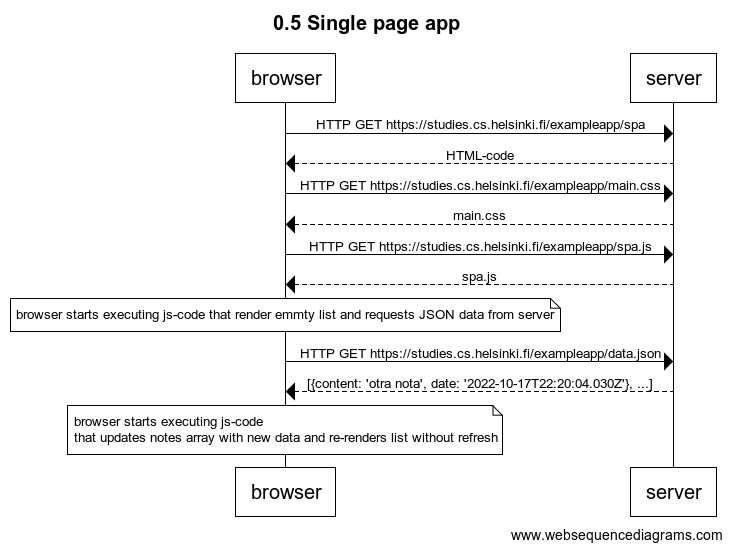 0.5 Single page app
browser
server
HTTP GET https://studies.cs.helsinki.fi/exampleapp/spa
HTML-code
HTTP GET https://studies.cs.helsinki.fi/exampleapp/main.css
main.css
HTTP GET https://studies.cs.helsinki.fi/exampleapp/spa.js
spa.js
browser starts executing js-code that render emmty list and requests JSON data from server
HTTP GET https://studies.cs.helsinki.fi/exampleapp/data.json
[{content: 'otra nota', date: '2022-10-17T22:20:04.030Z'}, ...]
browser starts executing js-code
that updates notes array with new data and re-renders list without refresh
browser
server
www.websequencediagrams.com